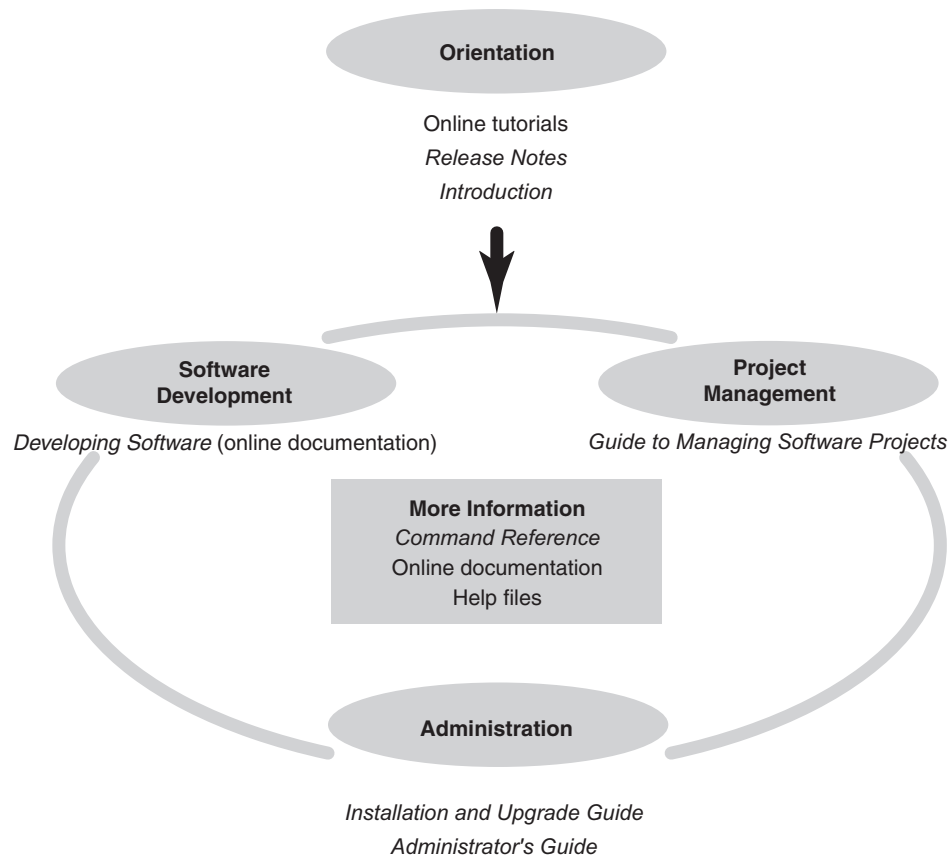 Orientation
Online tutorials
Release Notes
Introduction
Software
Development
Developing Software (online documentation)
Project
Management
Guide to Managing Software Projects
More Information
Command Reference
Online documentation
Help files
Administration
Installation and Upgrade Guide
Administrator's Guide